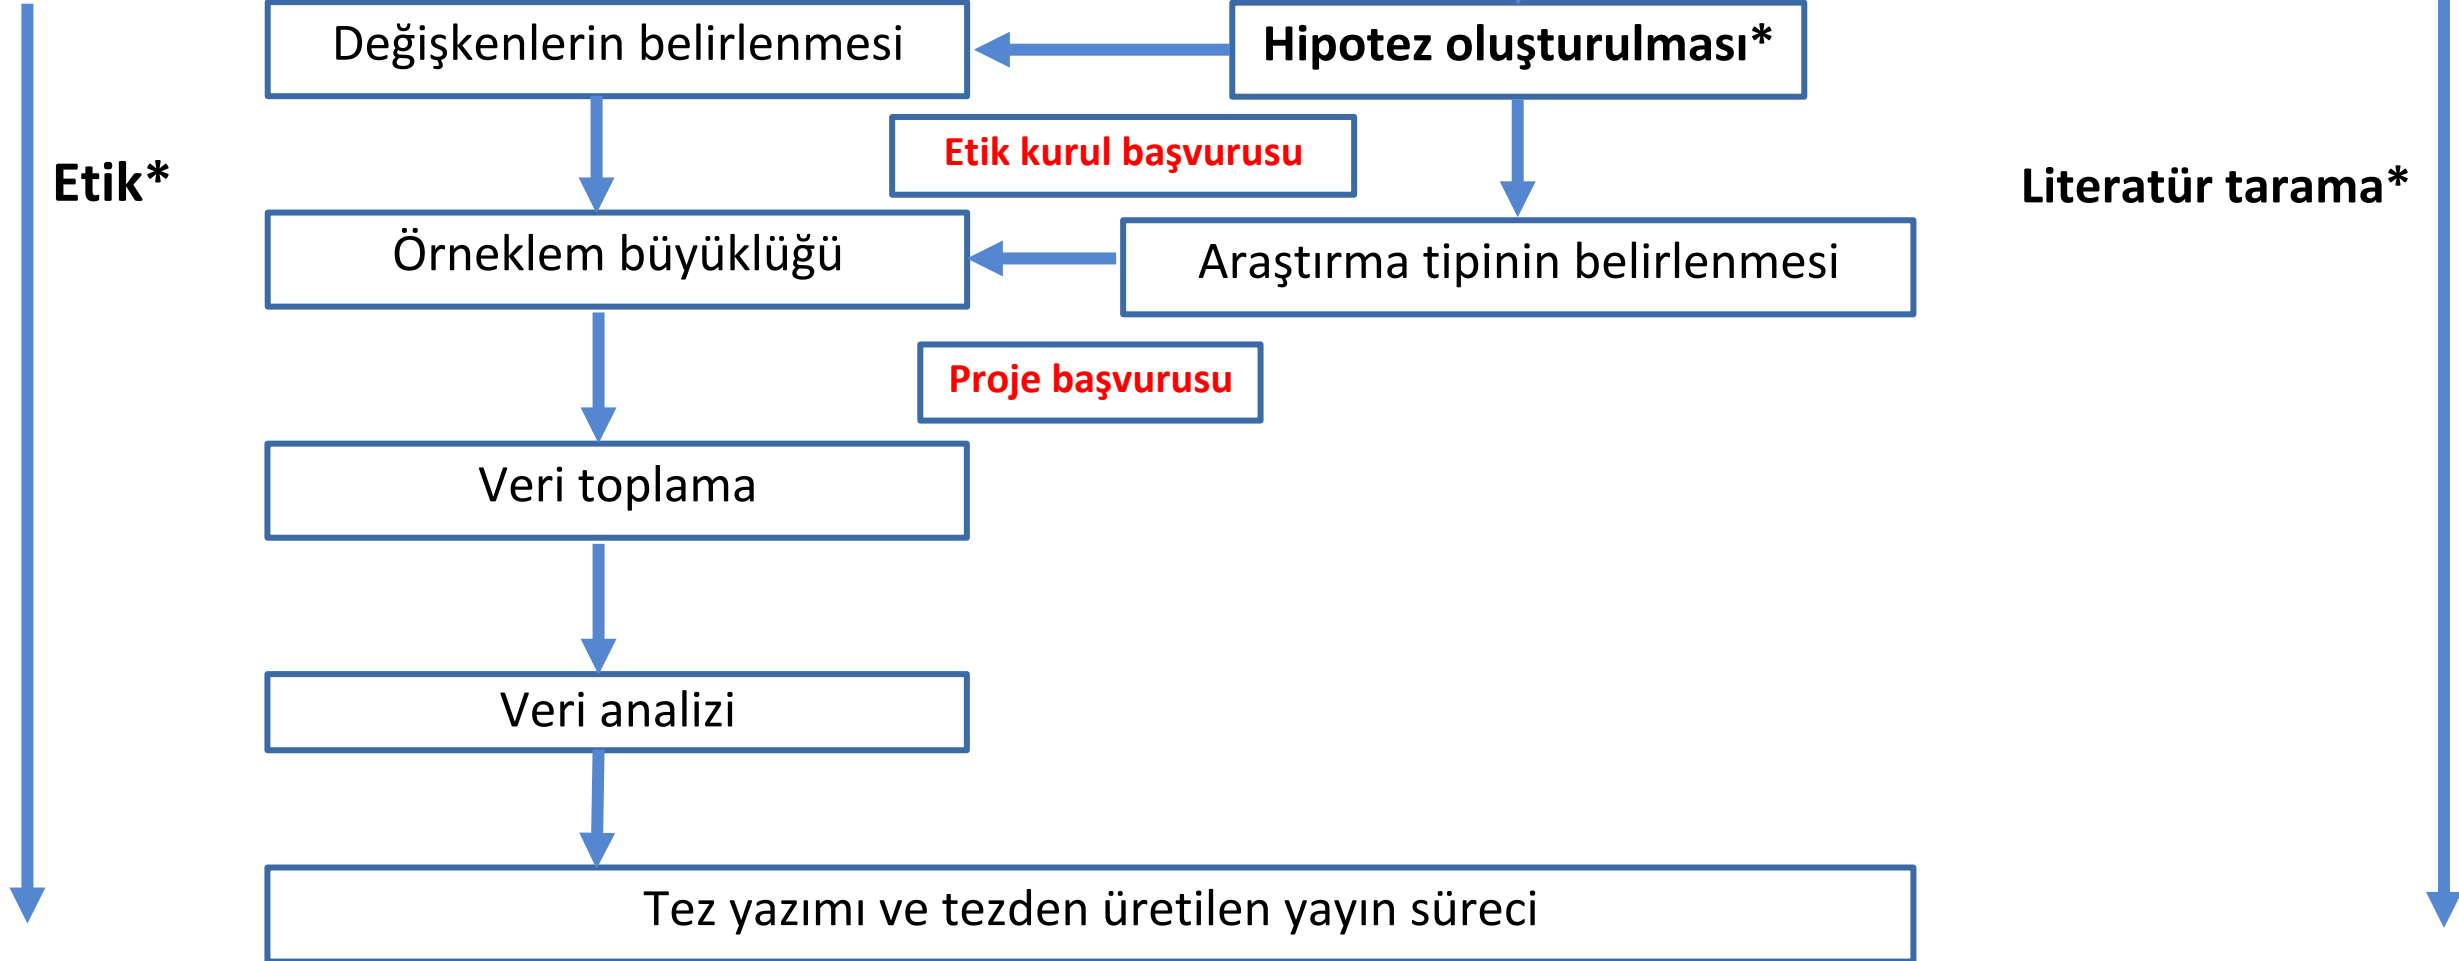 Değişkenlerin belirlenmesi
Hipotez oluşturulması*
Etik kurul başvurusu
Etik*
Literatür tarama*
Örneklem büyüklüğü
Araştırma tipinin belirlenmesi
Proje başvurusu
Veri toplama
Veri analizi
Tez yazımı ve tezden üretilen yayın süreci